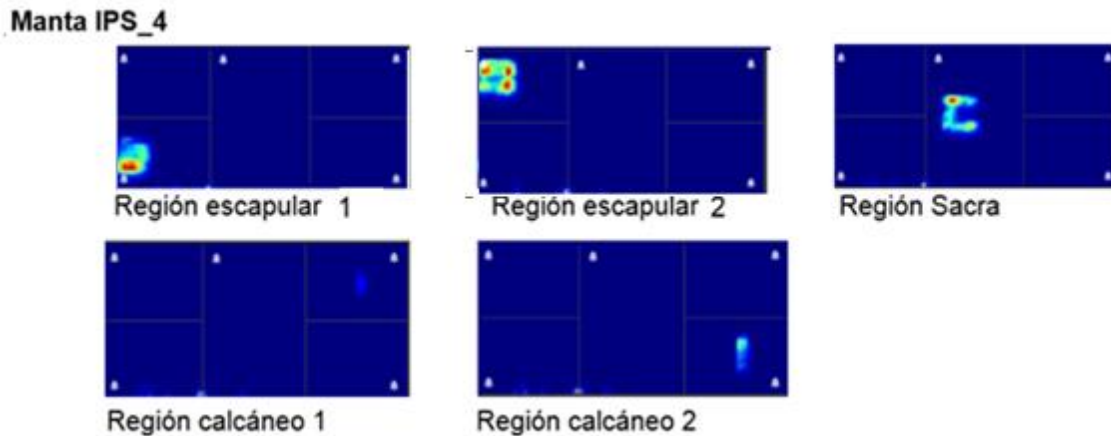 Manta IPS_4
Región escapular 1
Región escapular 2
Región Sacra
Región calcáneo 1
Región calcáneo 2